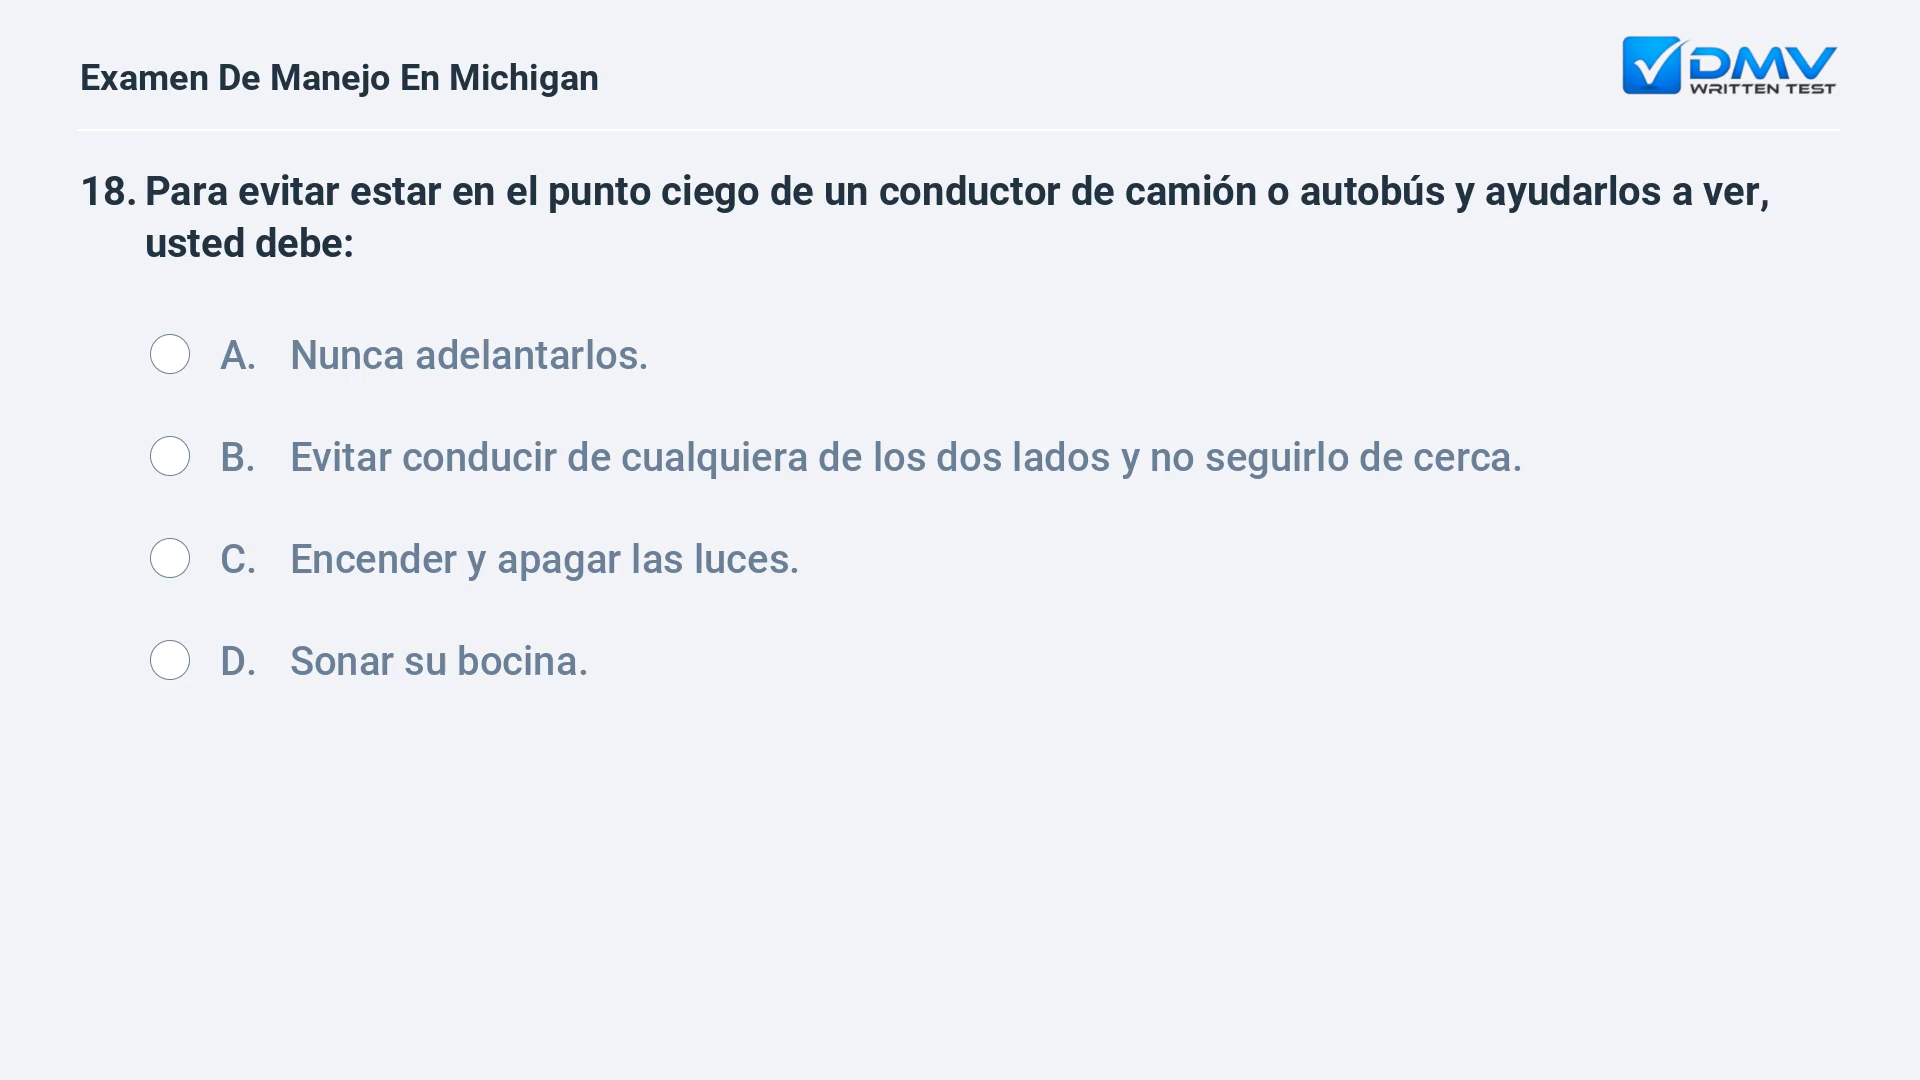 Examen De Manejo En Michigan
DMV
WRITTEN TEST
18. Para evitar estar en el punto ciego de un conductor de camión o autobús y ayudarlos a ver,
usted debe:
A. Nunca adelantarlos.
B. Evitar conducir de cualquiera de los dos lados y no seguirlo de cerca.
C. Encender y apagar las luces.
D. Sonar su bocina.